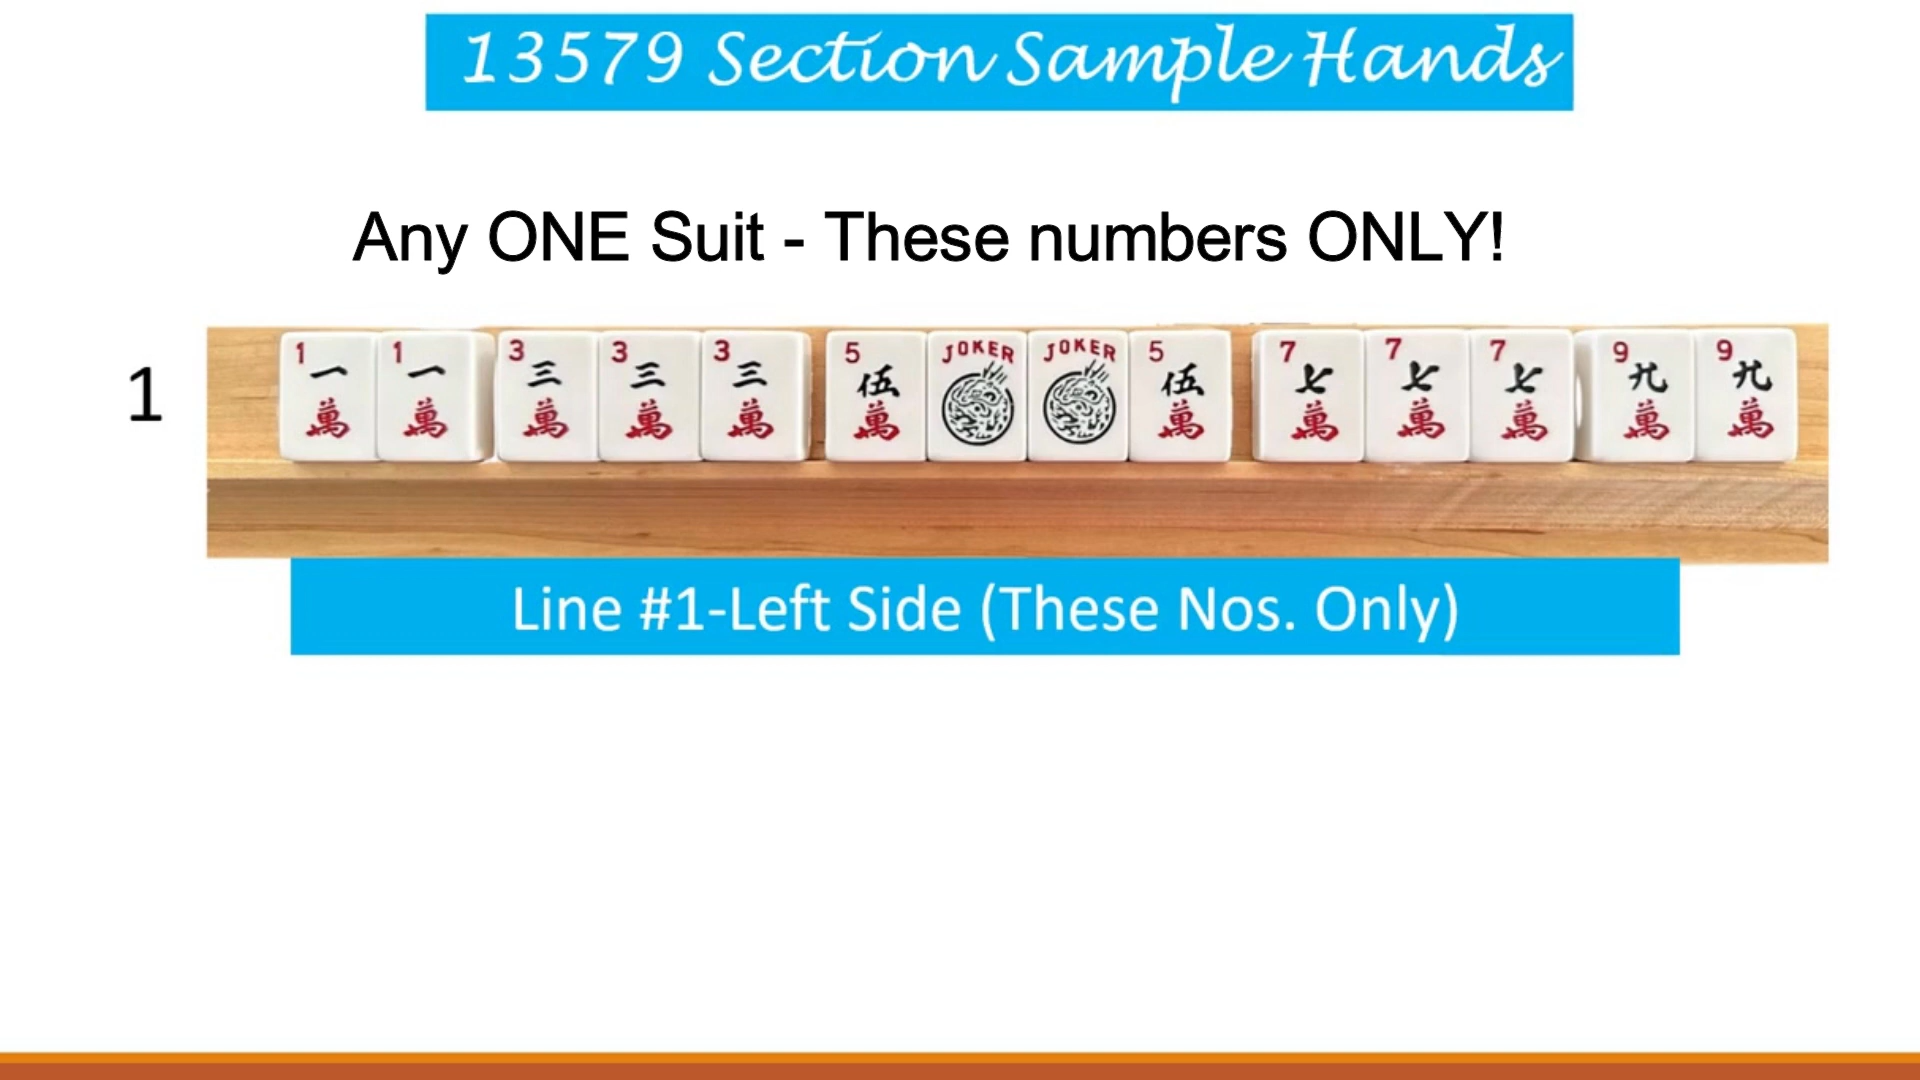 13579 Section Sample Hands
Any ONE Suit - These numbers ONLY!
1
1 1 3 3 3 5 JOKER JOKER 5 7 7 7 9 9
一 一 三 三 三 伍 伍 七 七 七 九 九
萬 萬 萬 萬 萬 萬 萬 萬 萬 萬 萬 萬
Line #1-Left Side (These Nos. Only)